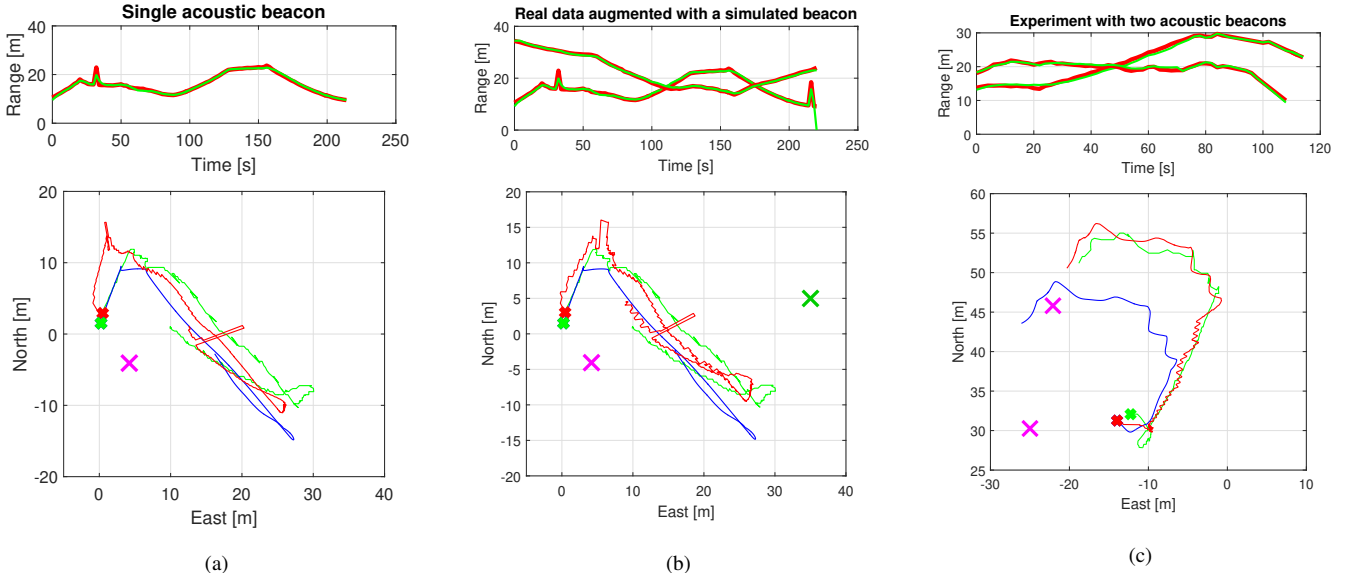 Single acoustic beacon
40
20
0
Range [m]
0 50 100 150 200 250
Time [s]
20
10
0
-10
-20
North [m]
0 10 20 30 40
East [m]
(a)
Real data augmented with a simulated beacon
40
20
0
Range [m]
0 50 100 150 200 250
Time [s]
20
15
10
5
0
-5
-10
-15
-20
North [m]
0 10 20 30 40
East [m]
(b)
Experiment with two acoustic beacons
30
20
10
0
Range [m]
0 20 40 60 80 100 120
Time [s]
60
55
50
45
40
35
30
25
North [m]
-30 -20 -10 0 10
East [m]
(c)